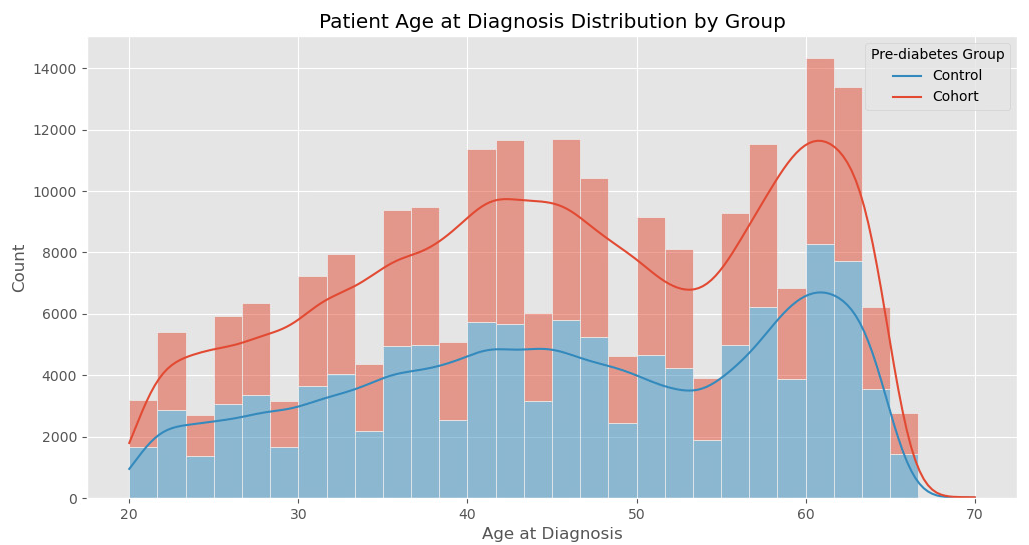 Patient Age at Diagnosis Distribution by Group
Pre-diabetes Group
Control
Cohort
14000
12000
10000
8000
6000
4000
2000
0
Count
20 30 40 50 60 70
Age at Diagnosis